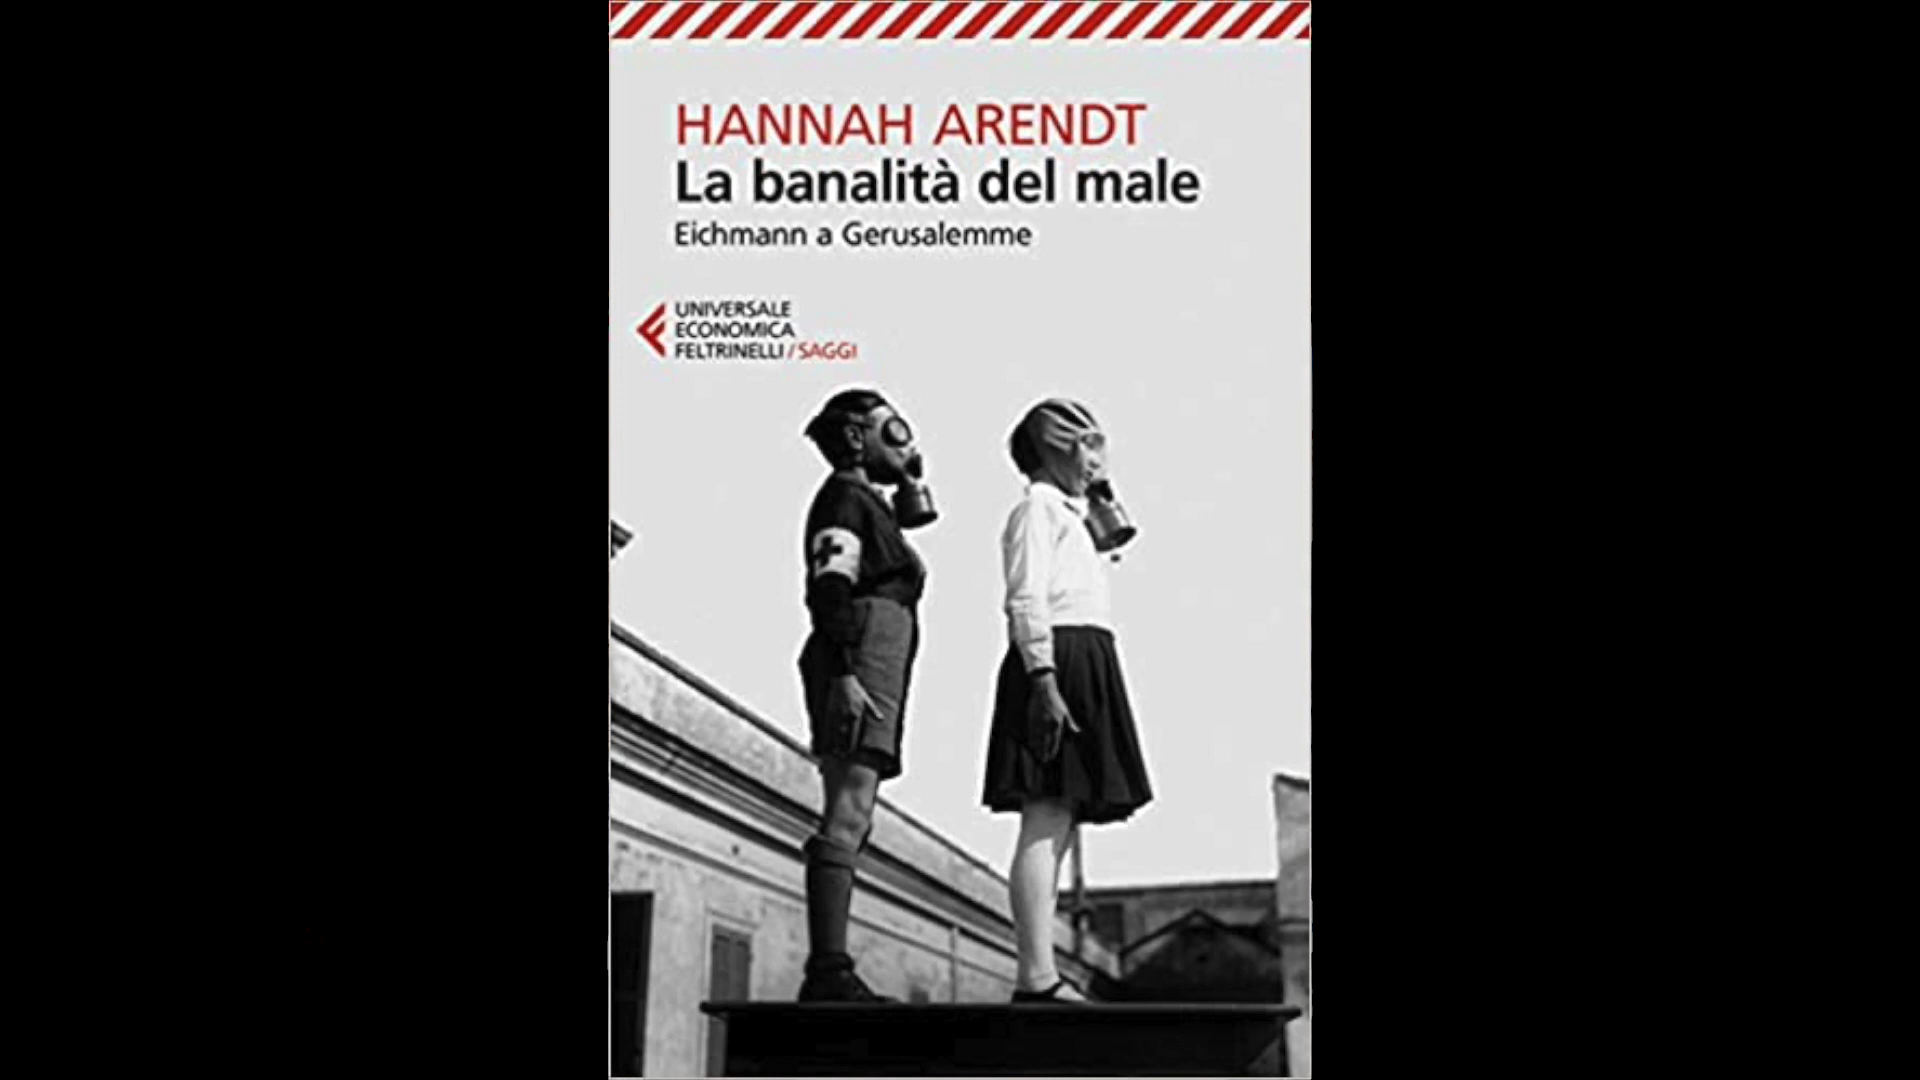 HANNAH ARENDT
La banalità del male
Eichmann a Gerusalemme
UNIVERSALE
ECONOMICA
FELTRINELLI / SAGGI